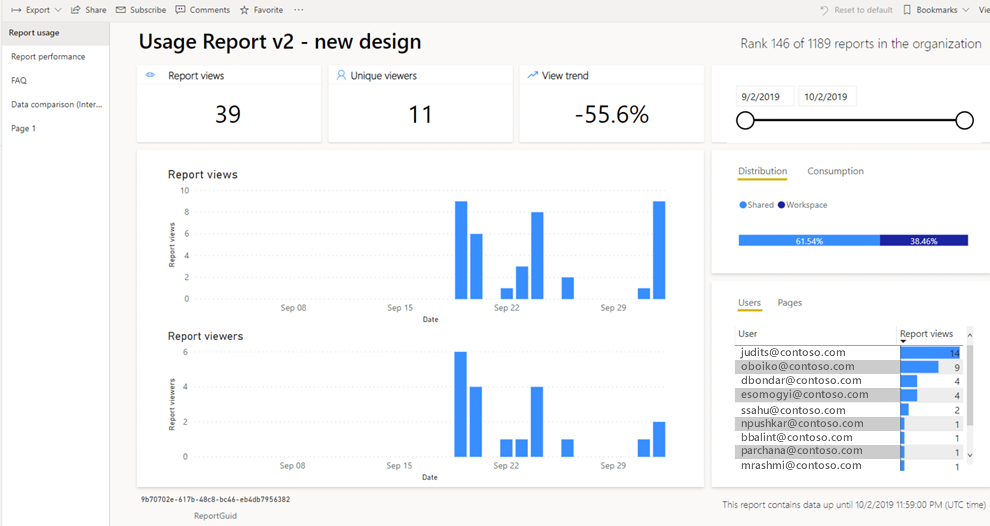 Export Share Subscribe Comments Favorite ··· Reset to default Bookmarks Vie
Report usage
Report performance
FAQ
Data comparison (Inter...
Page 1
Usage Report v2 - new design
Rank 146 of 1189 reports in the organization
Report views
39
Unique viewers
11
View trend
-55.6%
9/2/2019 10/2/2019
Report views
10
8
6
4
2
0
Report views
Sep 08 Sep 15 Sep 22 Sep 29
Date
Report viewers
6
4
2
0
Report viewers
Sep 08 Sep 15 Sep 22 Sep 29
Date
Distribution Consumption
Shared Workspace
61.54% 38.46%
Users Pages
User Report views
judits@contoso.com 14
oboiko@contoso.com 9
dbondar@contoso.com 4
esomogyi@contoso.com 4
ssahu@contoso.com 2
npushkar@contoso.com 1
bbalint@contoso.com 1
parchana@contoso.com 1
mrashmi@contoso.com 1
9b70702e-617b-48c8-bc46-eb4db7956382
ReportGuid
This report contains data up until 10/2/2019 11:59:00 PM (UTC time)